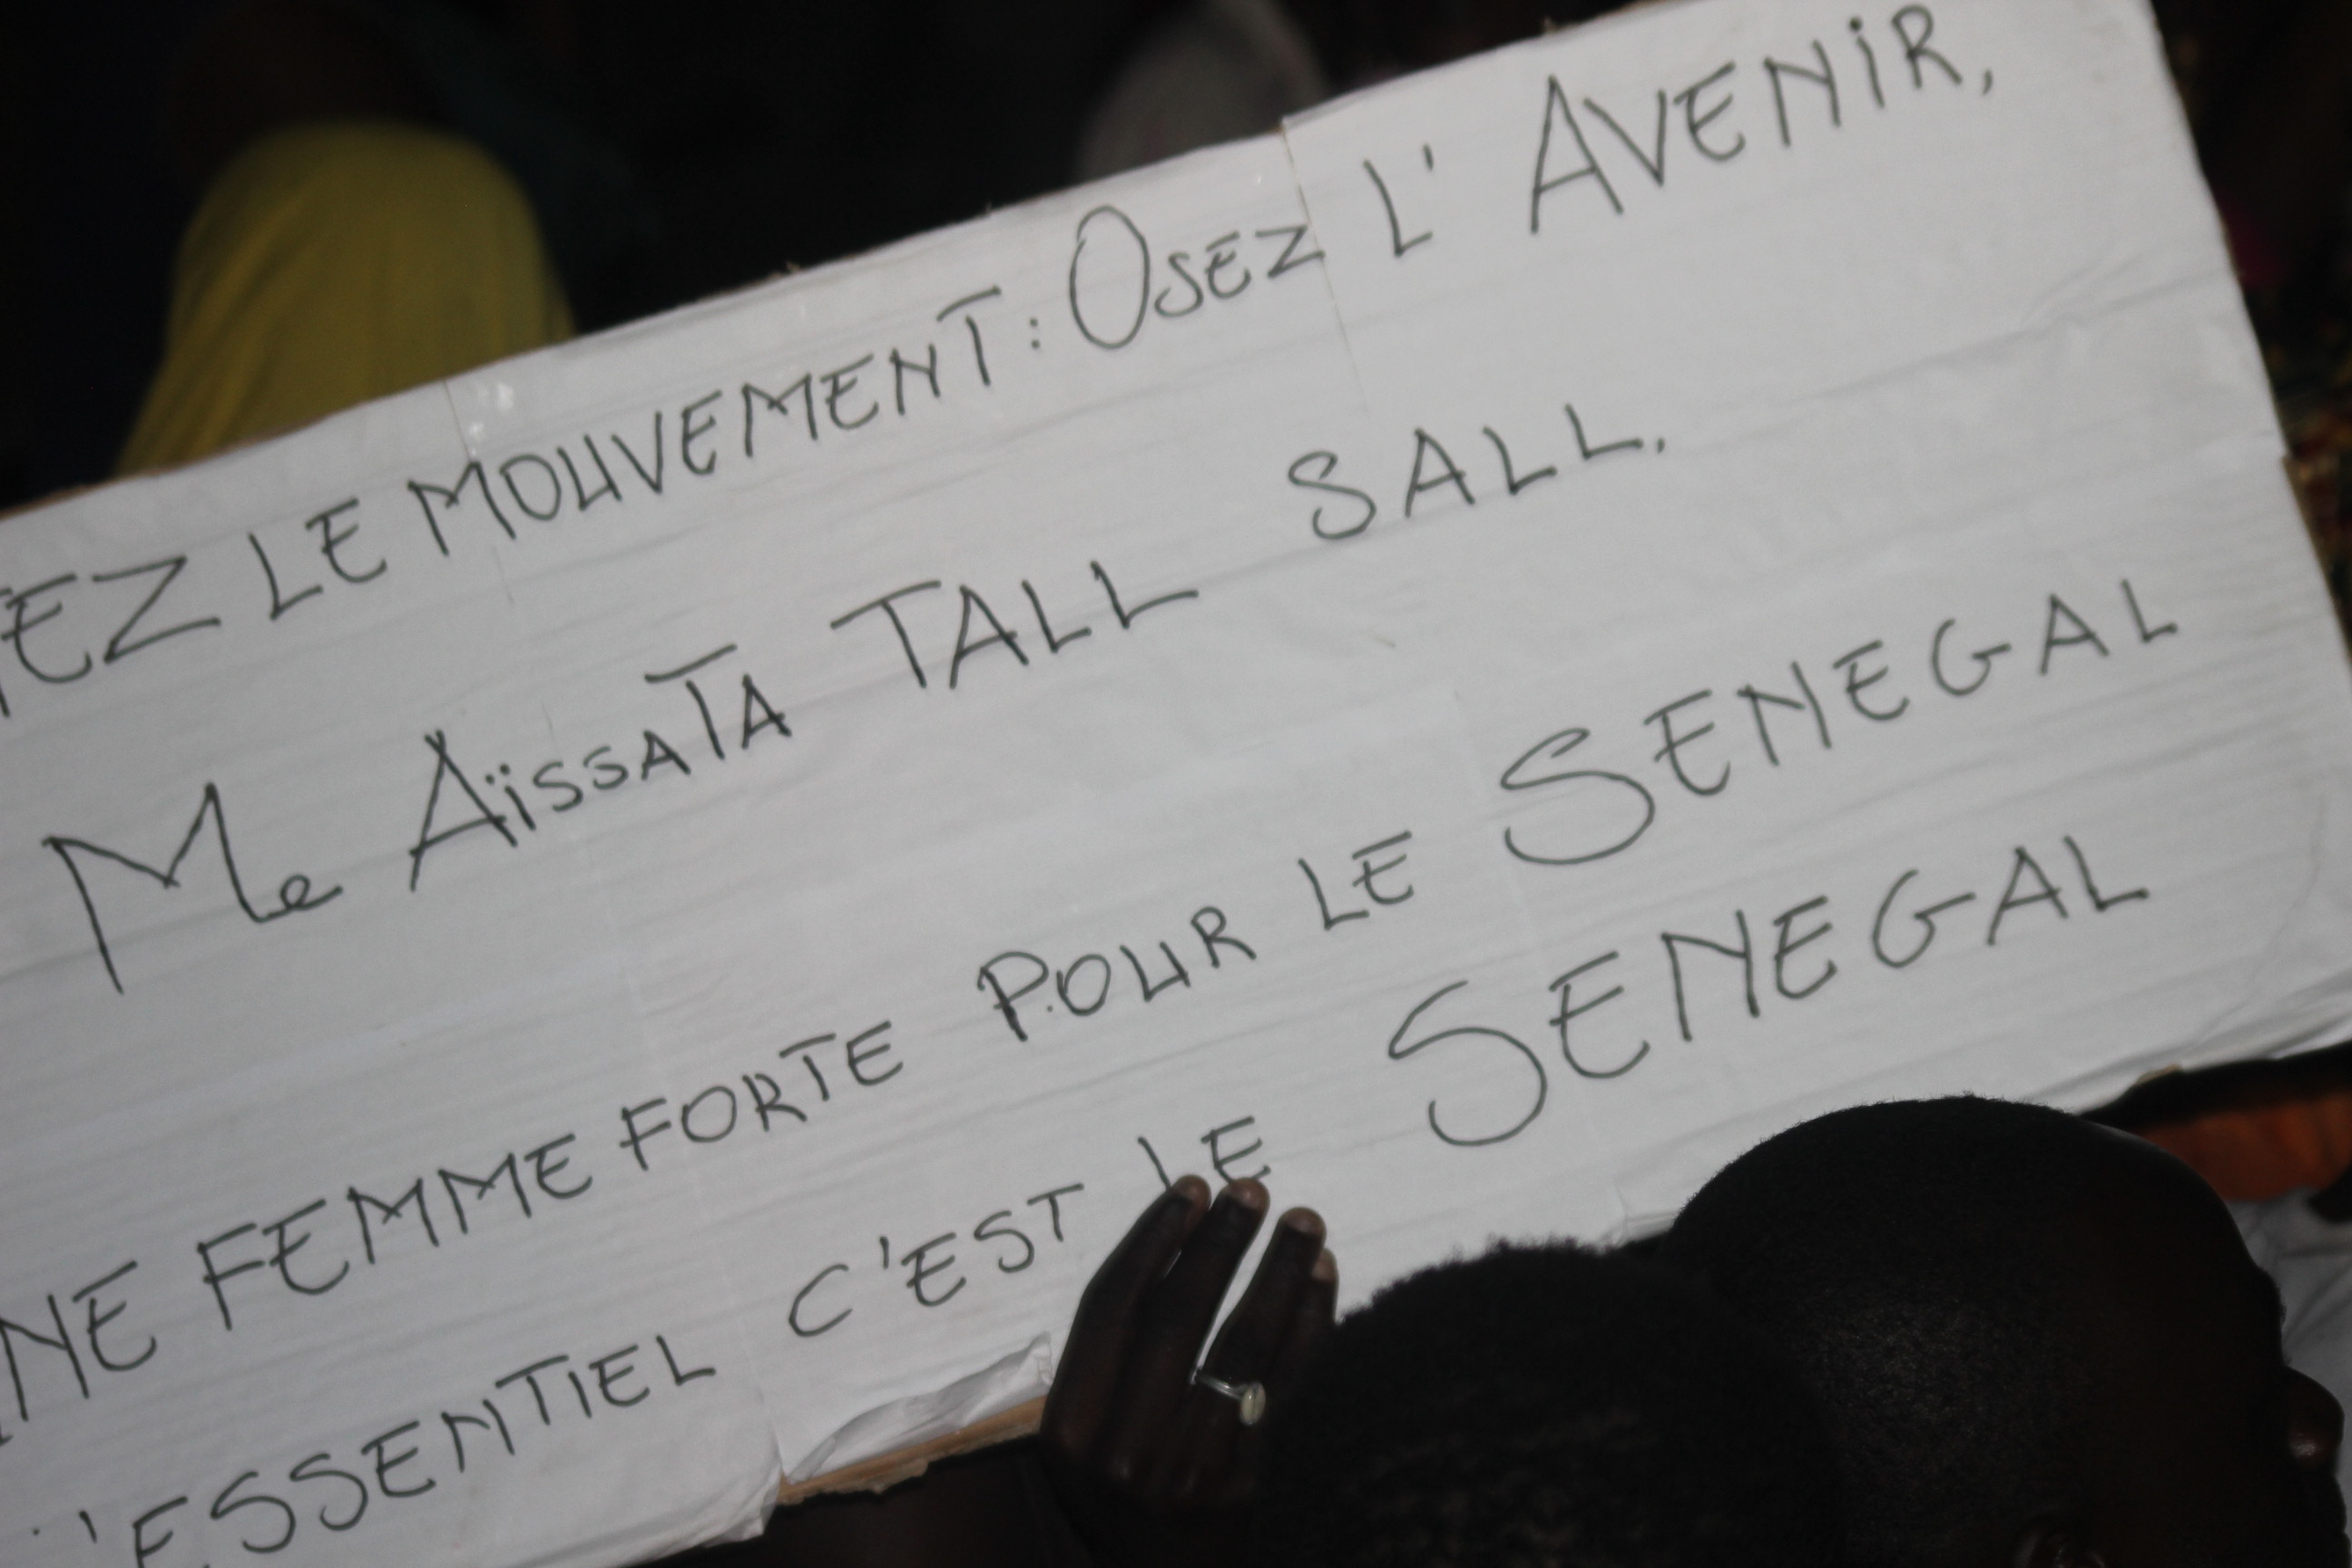 EZ LE MOUVEMENT: OSEZ L'AVENIR,
Me AÏSSATA TALL SALL.
NE FEMME FORTE POUR LE SENEGAL
'ESSENTIEL C'EST LE SENEGAL